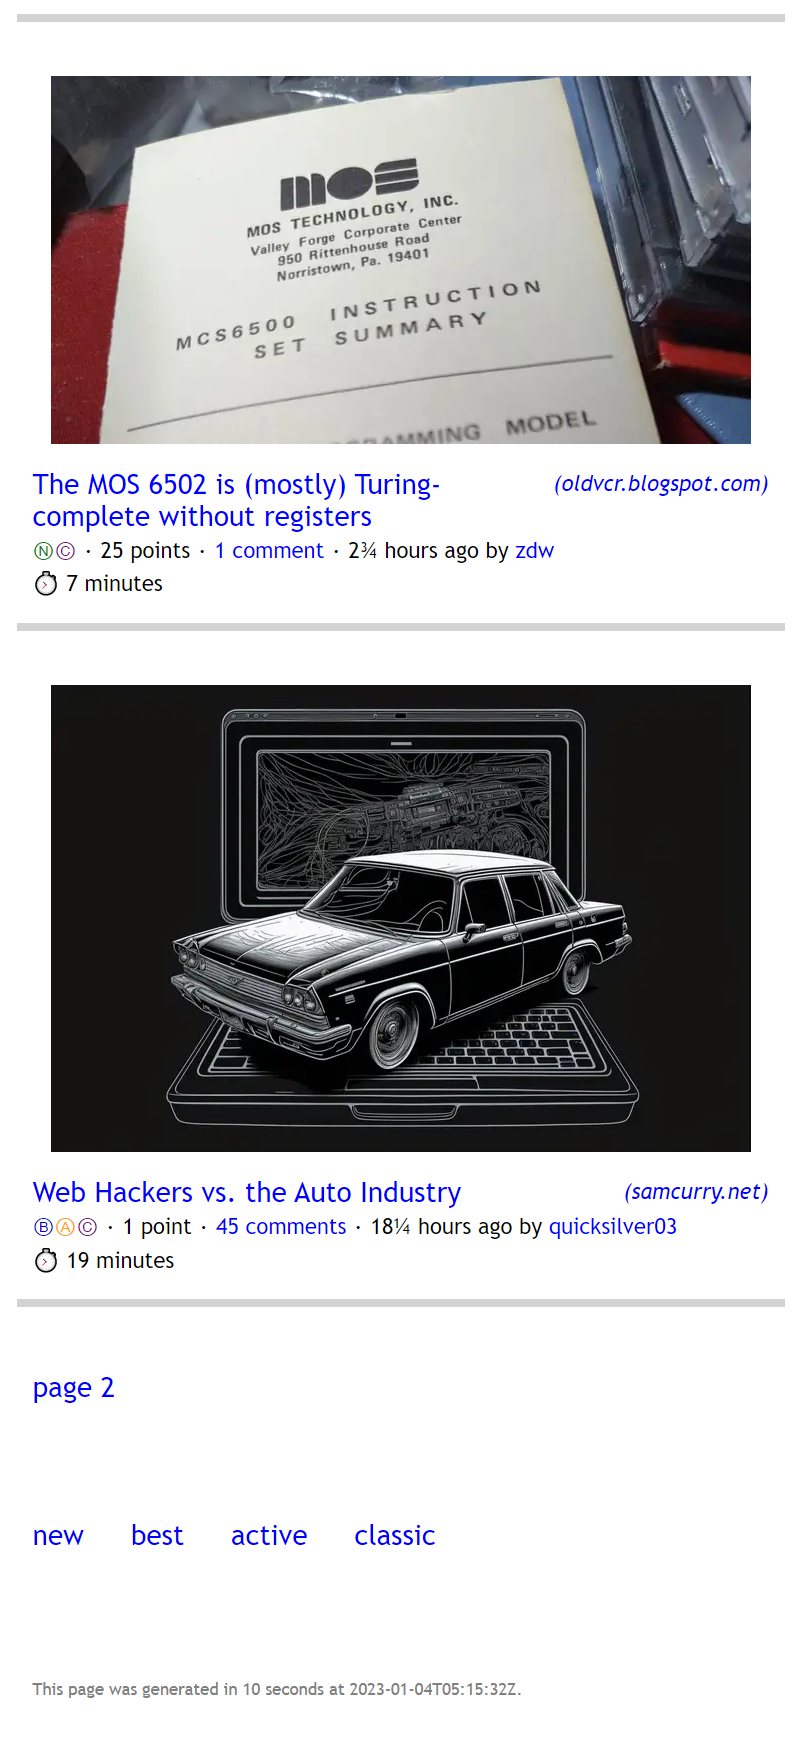 mos
MOS TECHNOLOGY, INC.
Valley Forge Corporate Center
950 Rittenhouse Road
Norristown, Pa. 19401
MCS6500 INSTRUCTION
SET SUMMARY
PROGRAMMING MODEL
The MOS 6502 is (mostly) Turing-
complete without registers
(oldvcr.blogspot.com)
Ⓝ Ⓒ · 25 points · 1 comment · 2¾ hours ago by zdw
7 minutes
Web Hackers vs. the Auto Industry
(samcurry.net)
Ⓑ Ⓐ Ⓒ · 1 point · 45 comments · 18¼ hours ago by quicksilver03
19 minutes
page 2
new best active classic
This page was generated in 10 seconds at 2023-01-04T05:15:32Z.